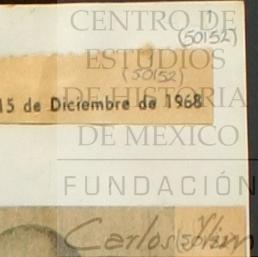 CENTRO DE
(50152)
ESTUDIOS
(50152)
DE HISTORIA
15 de Diciembre de 1968
DE MEXICO
FUNDACIÓN
Carlos